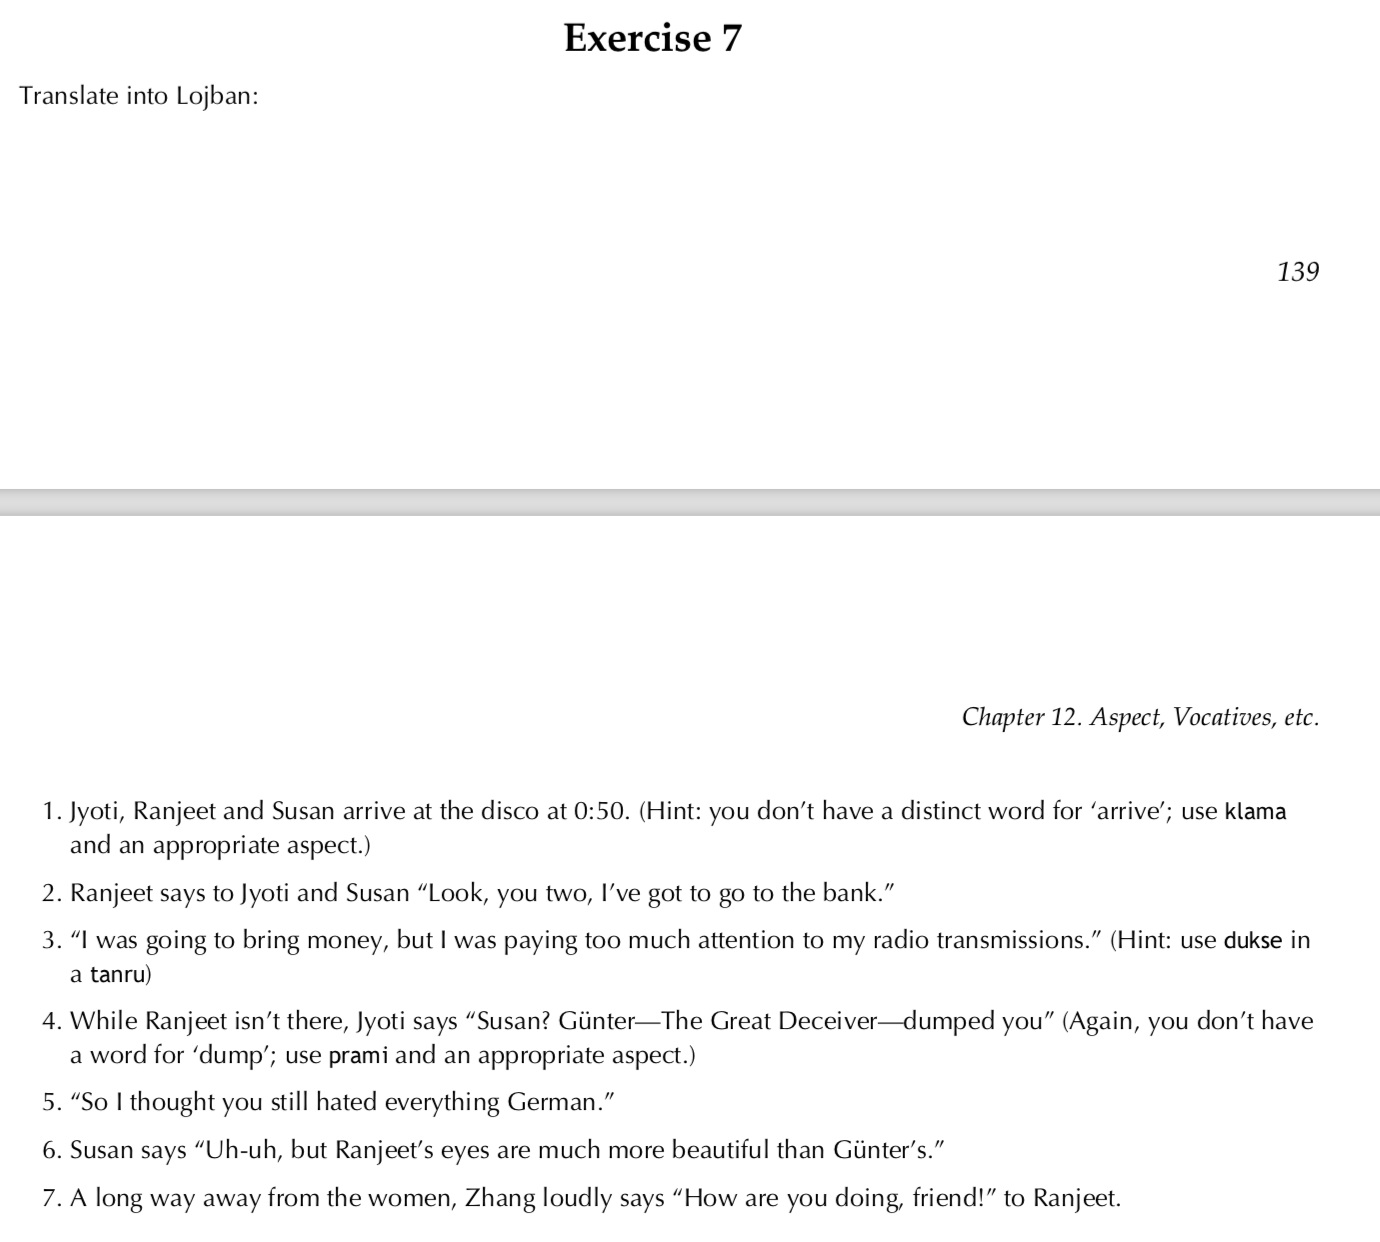 Exercise 7
Translate into Lojban:
139
Chapter 12. Aspect, Vocatives, etc.
1. Jyoti, Ranjeet and Susan arrive at the disco at 0:50. (Hint: you don’t have a distinct word for ‘arrive’; use klama
and an appropriate aspect.)
2. Ranjeet says to Jyoti and Susan “Look, you two, I’ve got to go to the bank.”
3. “I was going to bring money, but I was paying too much attention to my radio transmissions.” (Hint: use dukse in
a tanru)
4. While Ranjeet isn’t there, Jyoti says “Susan? Günter—The Great Deceiver—dumped you” (Again, you don’t have
a word for ‘dump’; use prami and an appropriate aspect.)
5. “So I thought you still hated everything German.”
6. Susan says “Uh-uh, but Ranjeet’s eyes are much more beautiful than Günter’s.”
7. A long way away from the women, Zhang loudly says “How are you doing, friend!” to Ranjeet.